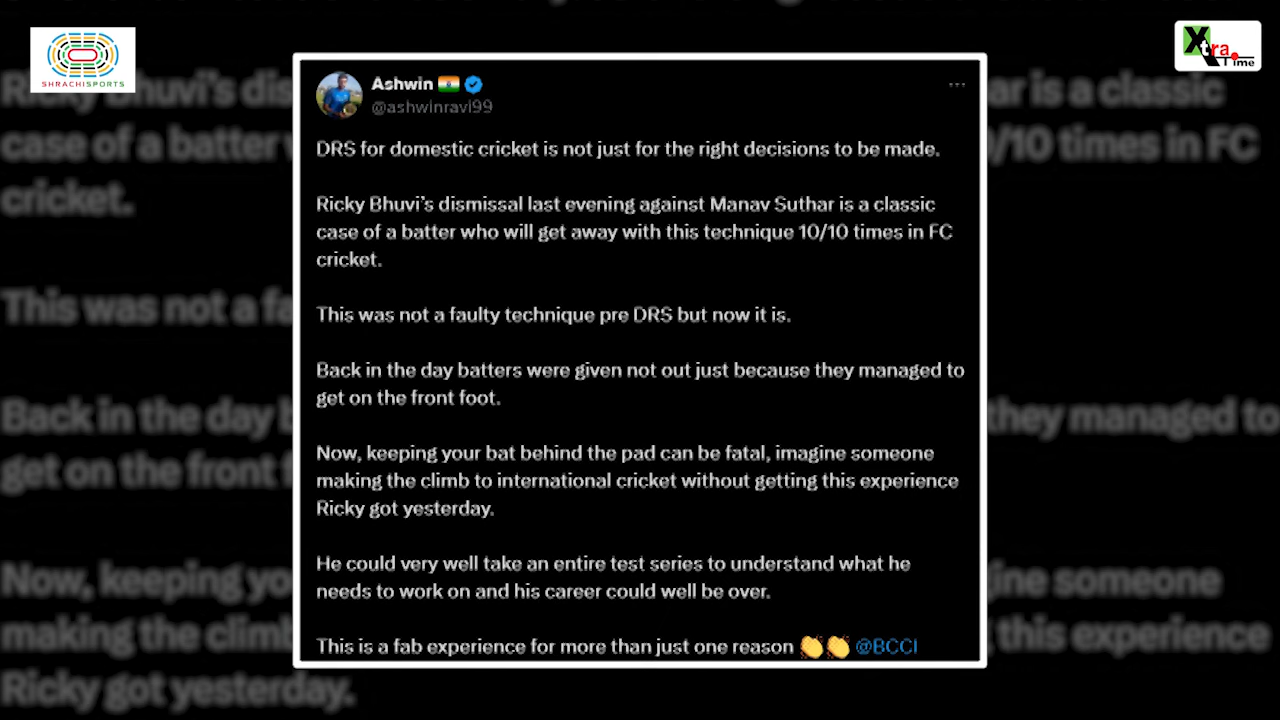 SHRACHISPORTS
Xtra
Time
Ashwin 🇮🇳
@ashwinravi99
DRS for domestic cricket is not just for the right decisions to be made.
Ricky Bhuvi’s dismissal last evening against Manav Suthar is a classic
case of a batter who will get away with this technique 10/10 times in FC
cricket.
This was not a faulty technique pre DRS but now it is.
Back in the day batters were given not out just because they managed to
get on the front foot.
Now, keeping your bat behind the pad can be fatal, imagine someone
making the climb to international cricket without getting this experience
Ricky got yesterday.
He could very well take an entire test series to understand what he
needs to work on and his career could well be over.
This is a fab experience for more than just one reason 👏👏 @BCCI